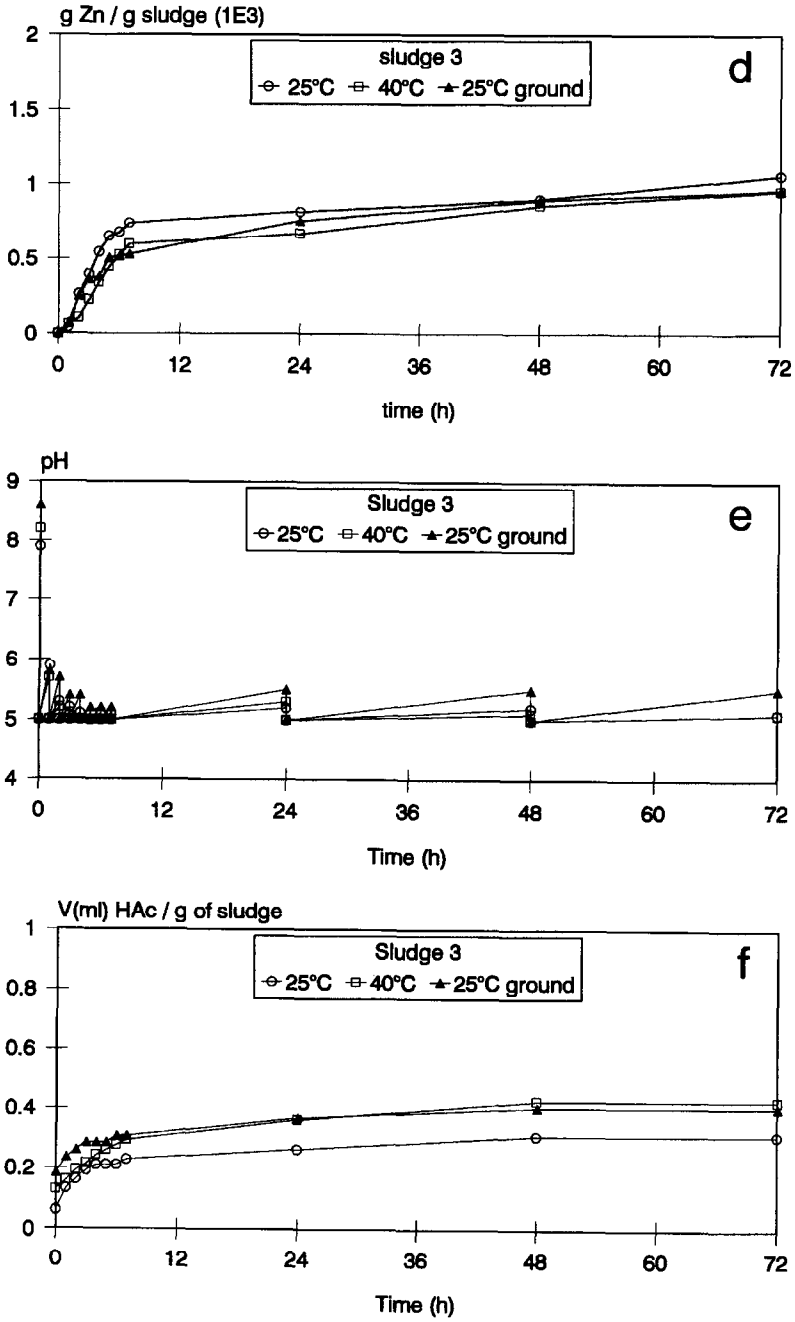 g Zn / g sludge (1E3)
d
sludge 3
25°C 40°C 25°C ground
2
1.5
1
0.5
0
0 12 24 36 48 60 72
time (h)
pH
e
Sludge 3
25°C 40°C 25°C ground
9
8
7
6
5
4
0 12 24 36 48 60 72
Time (h)
V(ml) HAc / g of sludge
f
Sludge 3
25°C 40°C 25°C ground
1
0.8
0.6
0.4
0.2
0
0 12 24 36 48 60 72
Time (h)